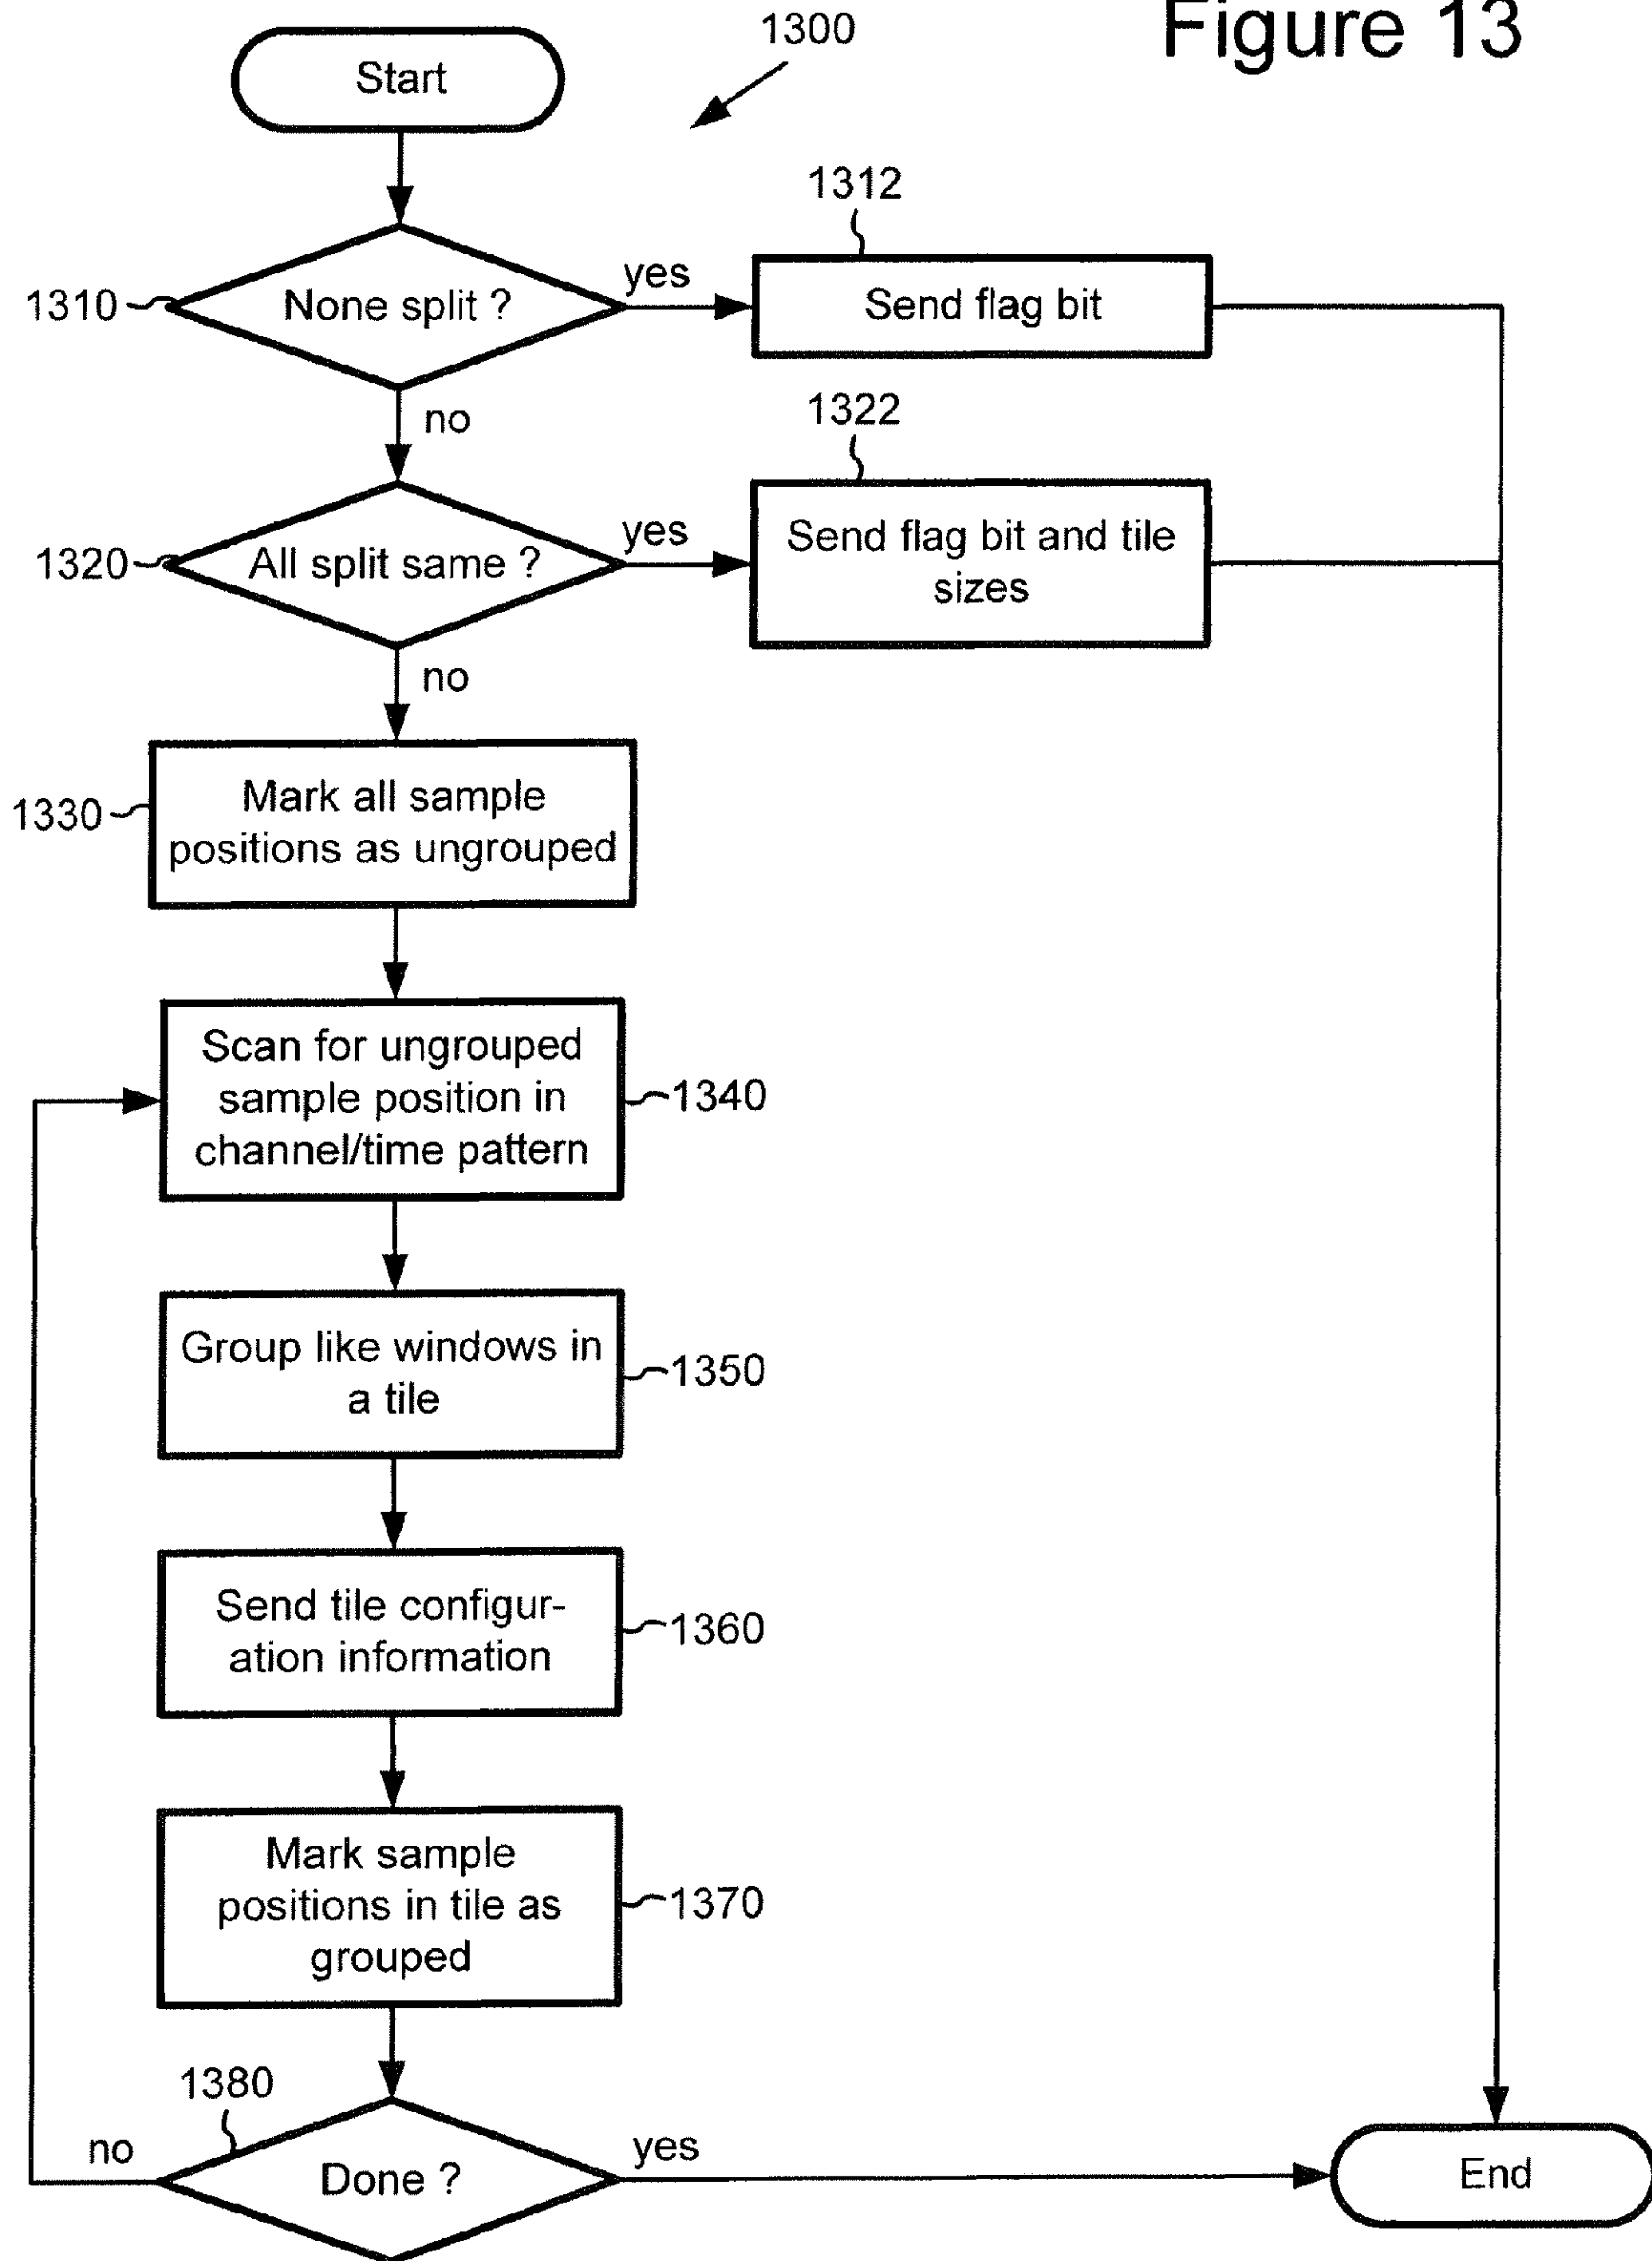 Figure 13
1300
Start
1312
1310
None split ?
yes
Send flag bit
no
1322
1320
All split same ?
yes
Send flag bit and tile
sizes
no
1330
Mark all sample
positions as ungrouped
Scan for ungrouped
sample position in
channel/time pattern
1340
Group like windows in
a tile
1350
Send tile configur-
ation information
1360
Mark sample
positions in tile as
grouped
1370
1380
no
Done ?
yes
End